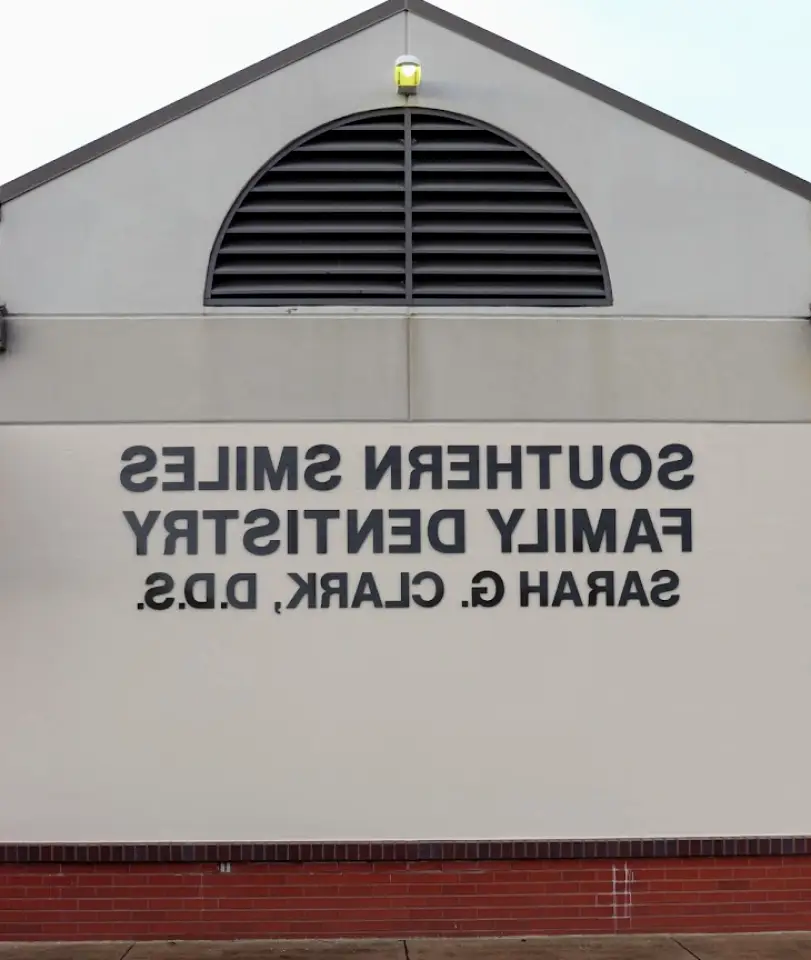 SOUTHERN SMILES
FAMILY DENTISTRY
SARAH G. CLARK, D.D.S.